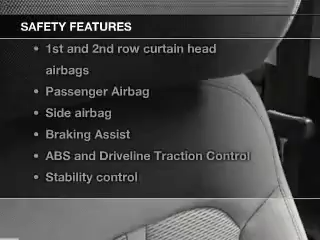 SAFETY FEATURES
• 1st and 2nd row curtain head
airbags
• Passenger Airbag
• Side airbag
• Braking Assist
• ABS and Driveline Traction Control
• Stability control